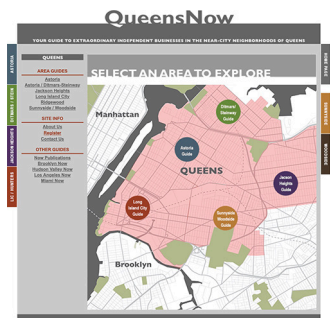 QueensNow
YOUR GUIDE TO EXTRAORDINARY INDEPENDENT BUSINESSES IN THE NEAR-CITY NEIGHBORHOODS OF QUEENS
ASTORIA
DITMARS / STEIN
JACKSON HEIGHTS
LIC / HUNTERS
QUEENS
AREA GUIDES
Astoria
Astoria / Ditmars-Steinway
Jackson Heights
Long Island City
Ridgewood
Sunnyside / Woodside
SITE INFO
About Us
Register
Contact Us
OTHER GUIDES
New Publications
Brooklyn Now
Hudson Valley Now
Los Angeles Now
Miami Now
SELECT AN AREA TO EXPLORE
Manhattan
Ditmars/
Steinway
Guide
Astoria
Guide
QUEENS
Jackson
Heights
Guide
Long
Island City
Guide
Sunnyside
Woodside
Guide
Brooklyn
HOME PAGE
SUNNYSIDE
WOODSIDE